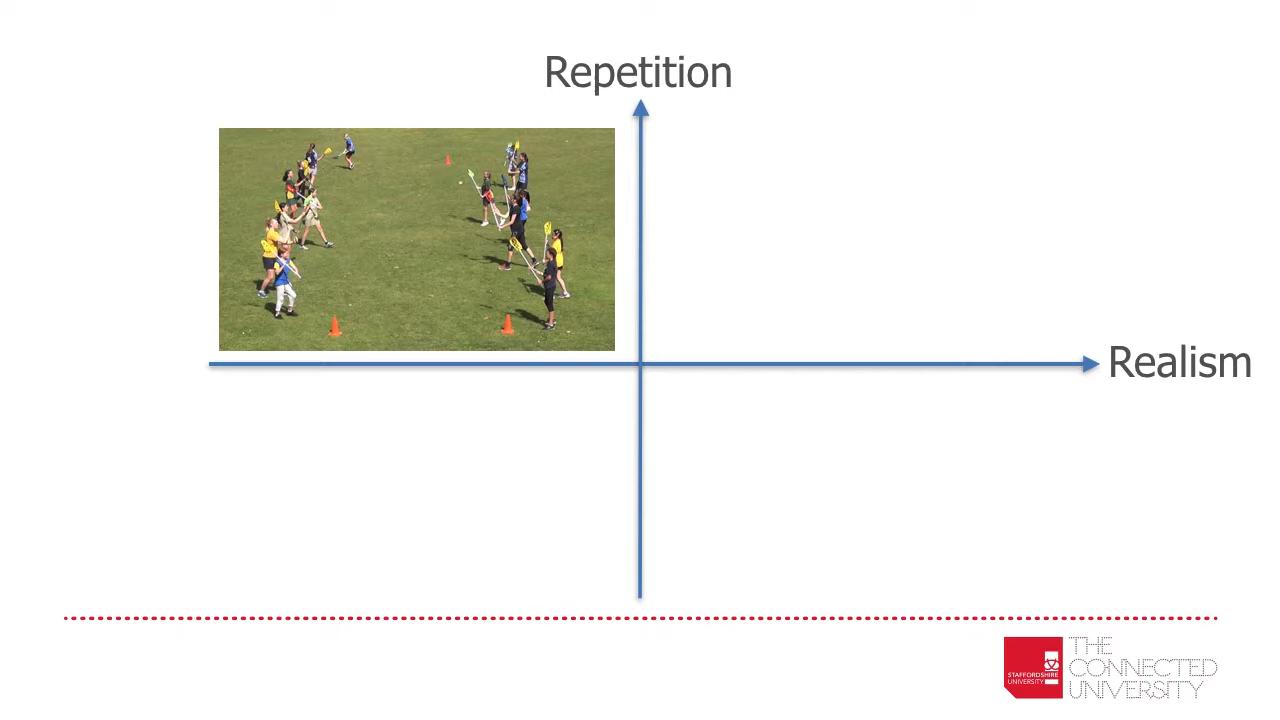 Repetition
Realism
STAFFORDSHIRE
UNIVERSITY
THE
CONNECTED
UNIVERSITY